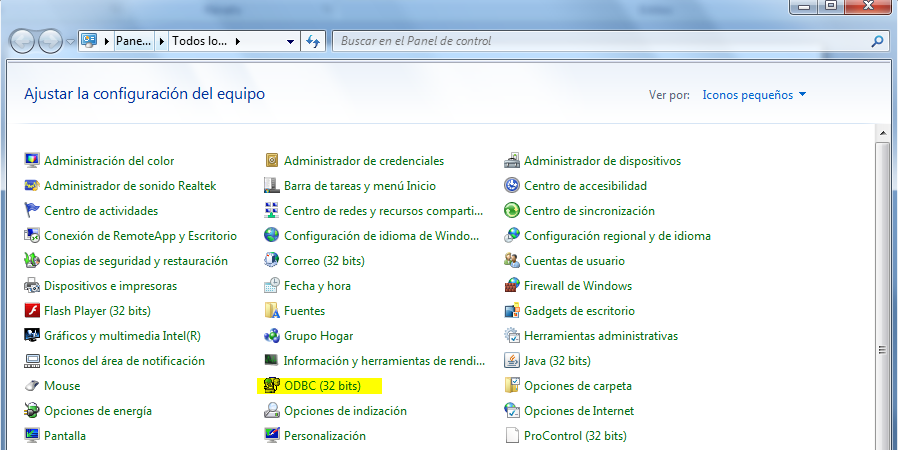 Pane... Todos lo... Buscar en el Panel de control
Ajustar la configuración del equipo Ver por: Iconos pequeños
Administración del color Administrador de credenciales Administrador de dispositivos
Administrador de sonido Realtek Barra de tareas y menú Inicio Centro de accesibilidad
Centro de actividades Centro de redes y recursos comparti... Centro de sincronización
Conexión de RemoteApp y Escritorio Configuración de idioma de Windo... Configuración regional y de idioma
Copias de seguridad y restauración Correo (32 bits) Cuentas de usuario
Dispositivos e impresoras Fecha y hora Firewall de Windows
Flash Player (32 bits) Fuentes Gadgets de escritorio
Gráficos y multimedia Intel(R) Grupo Hogar Herramientas administrativas
Iconos del área de notificación Información y herramientas de rendi... Java (32 bits)
Mouse ODBC (32 bits) Opciones de carpeta
Opciones de energía Opciones de indización Opciones de Internet
Pantalla Personalización ProControl (32 bits)